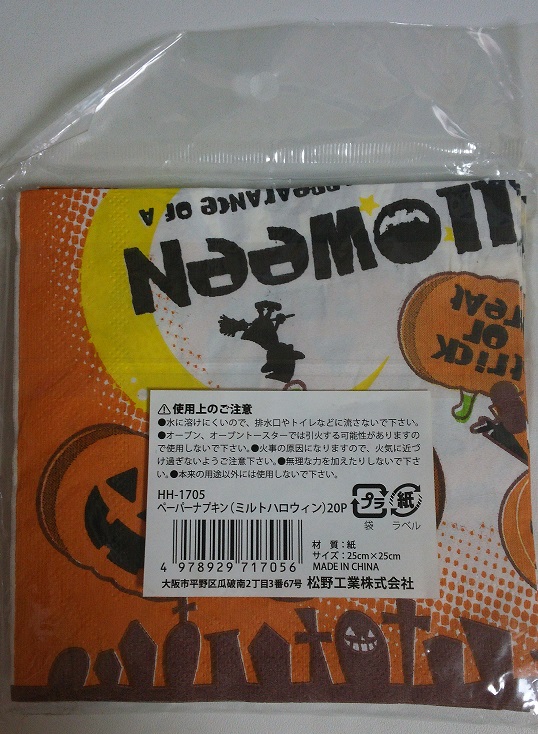 APPEARANCE OF A
HALLOWEEN
trick
or
treat
⚠使用上のご注意
●水に溶けにくいので、排水口やトイレなどに流さないで下さい。
●オーブン、オーブントースターでは引火する可能性がありますので使用しないで下さい。●火事の原因になりますので、火気に近づけ過ぎないようご注意下さい。●無理な力を加えたりしないで下さい。●本来の用途以外には使用しないで下さい。
HH-1705
ペーパーナプキン(ミルトハロウィン)20P
プラ 紙
袋 ラベル
4 978929 717056
材 質:紙
サイズ:25cm×25cm
MADE IN CHINA
大阪市平野区瓜破南2丁目3番67号 松野工業株式会社